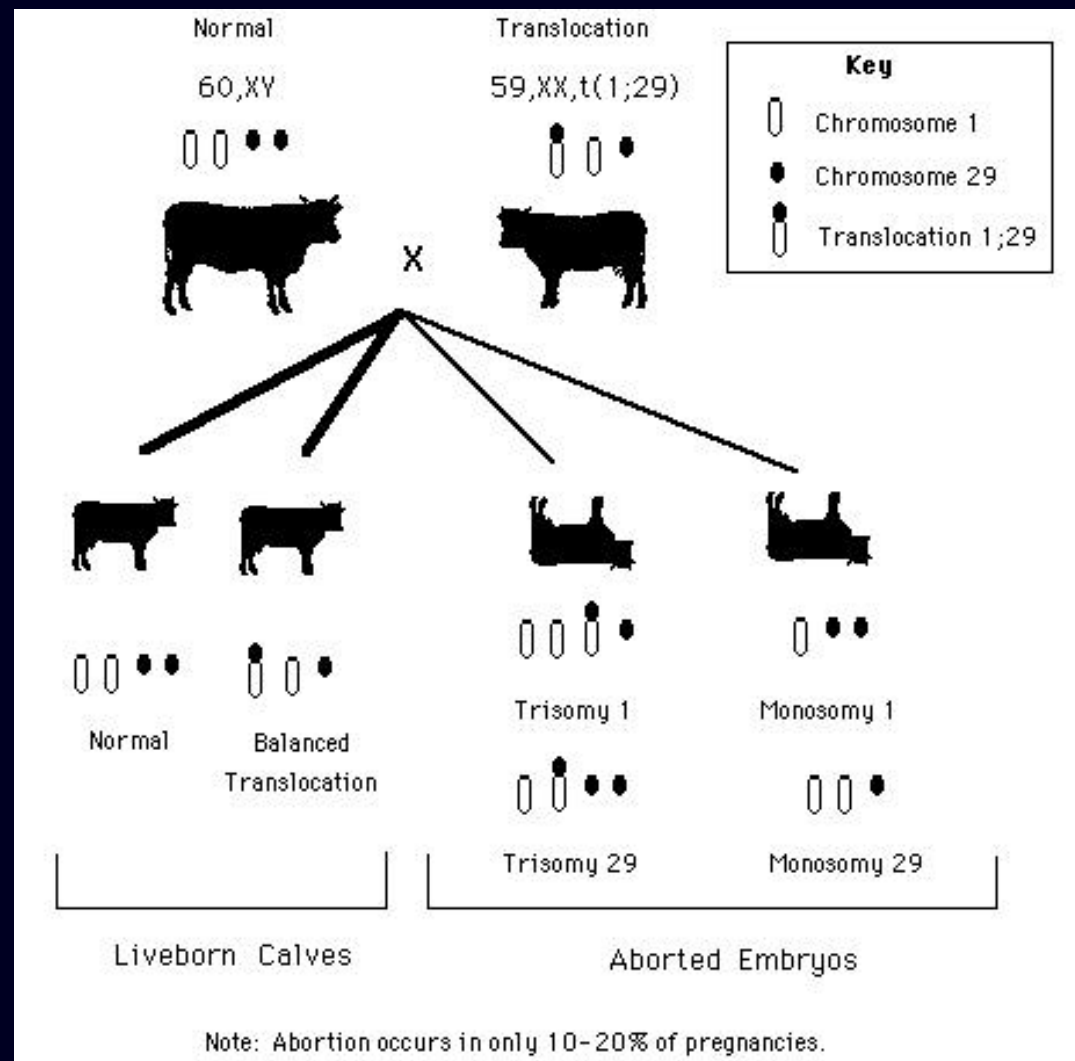 Normal
Translocation
60,XY
59,XX,t(1;29)
Key
Chromosome 1
Chromosome 29
Translocation 1;29
X
Normal
Balanced
Translocation
Trisomy 1
Monosomy 1
Trisomy 29
Monosomy 29
Liveborn Calves
Aborted Embryos
Note: Abortion occurs in only 10-20% of pregnancies.